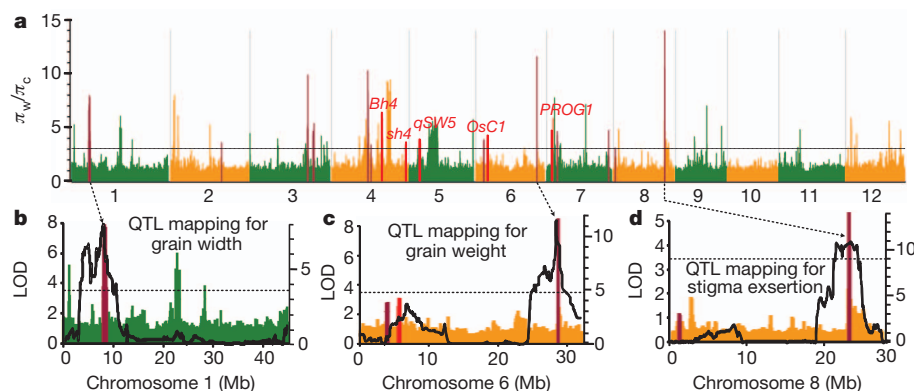 a
πw/πc
15
10
5
0
Bh4
sh4
qSW5
OsC1
PROG1
1 2 3 4 5 6 7 8 9 10 11 12
b
QTL mapping for
grain width
LOD
8
6
4
2
0
5
0
0 10 20 30 40
Chromosome 1 (Mb)
c
QTL mapping for
grain weight
LOD
8
6
4
2
0
10
5
0
0 10 20 30
Chromosome 6 (Mb)
d
QTL mapping for
stigma exsertion
LOD
5
4
3
2
1
0
10
5
0
0 10 20 30
Chromosome 8 (Mb)